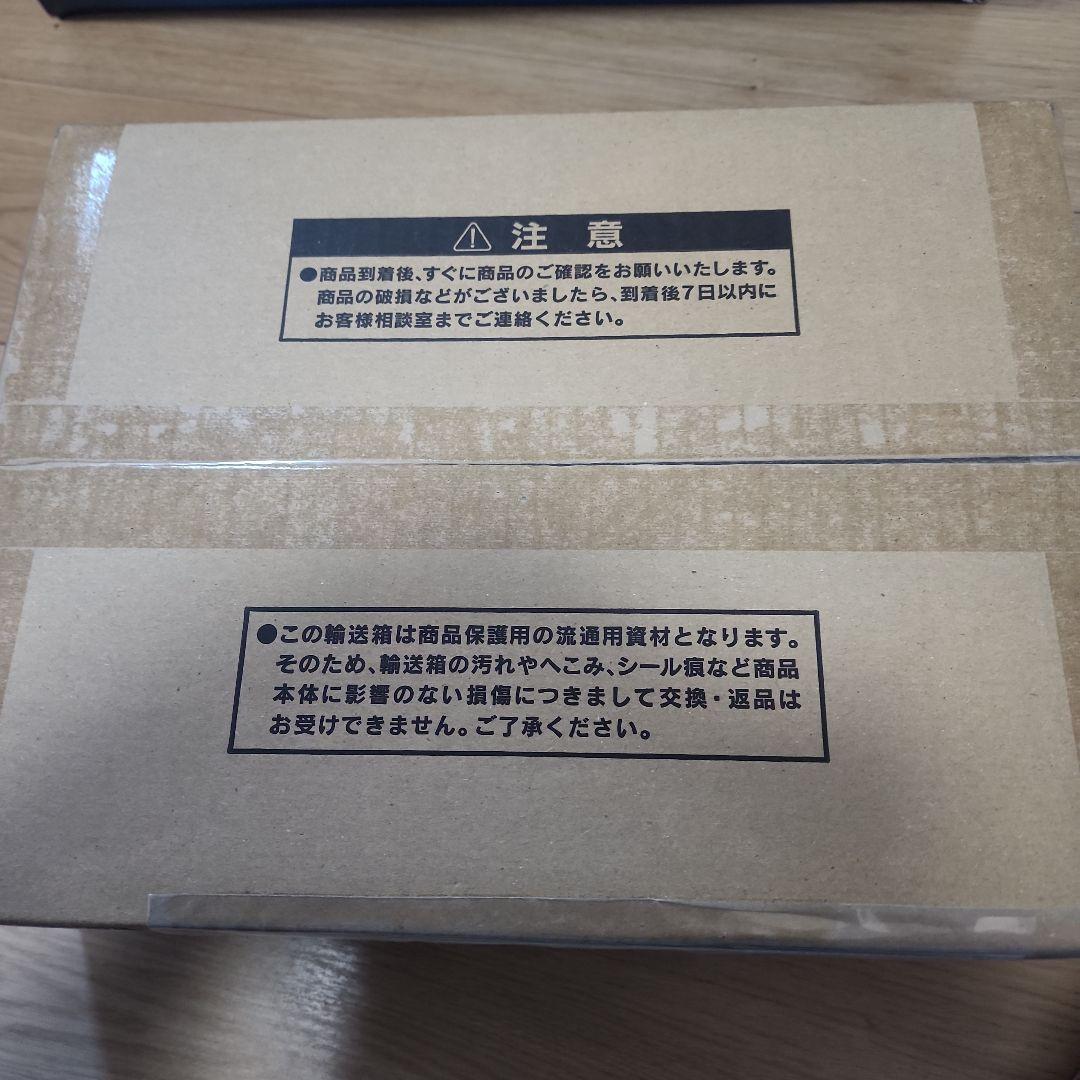 ⚠ 注 意
●商品到着後、すぐに商品のご確認をお願いいたします。
商品の破損などがございましたら、到着後7日以内に
お客様相談室までご連絡ください。
●この輸送箱は商品保護用の流通用資材となります。
そのため、輸送箱の汚れやへこみ、シール痕など商品
本体に影響のない損傷につきまして交換・返品は
お受けできません。ご了承ください。